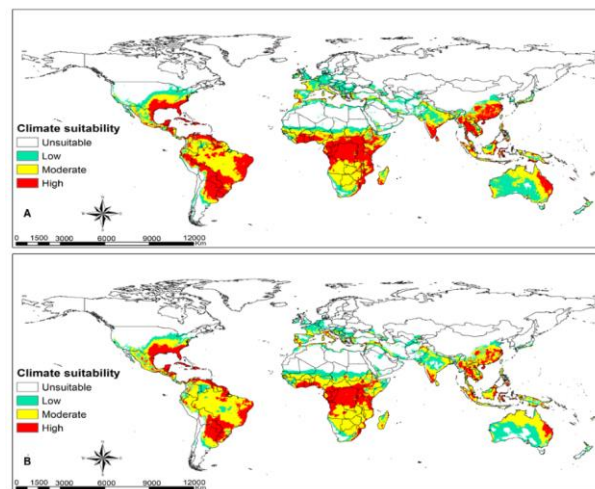 Climate suitability
Unsuitable
Low
Moderate
High
A
0 1500 3000 6000 9000 12000
Km
Climate suitability
Unsuitable
Low
Moderate
High
B
0 1500 3000 6000 9000 12000
Km